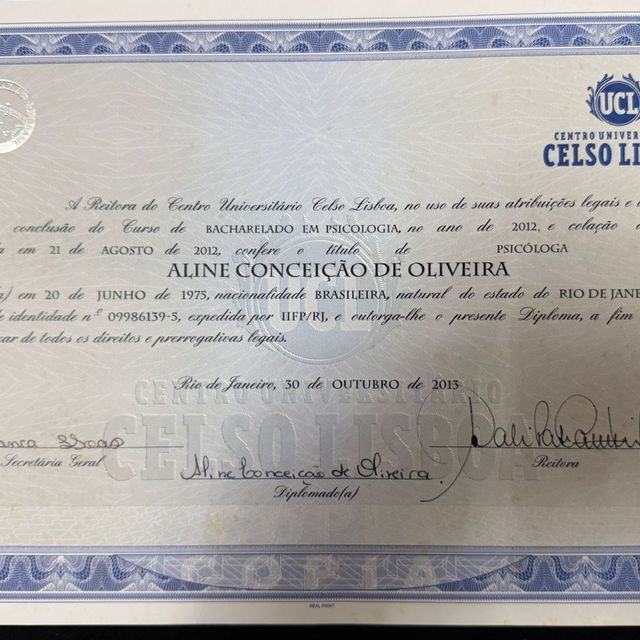 UCL
CENTRO UNIVER
CELSO LI
A Reitora do Centro Universitário Celso Lisboa, no uso de suas atribuições legais e
conclusão do Curso de BACHARELADO EM PSICOLOGIA, no ano de 2012, e colação
em 21 de AGOSTO de 2012, confere o título de PSICÓLOGA
ALINE CONCEIÇÃO DE OLIVEIRA
) em 20 de JUNHO de 1975, nacionalidade BRASILEIRA, natural do estado do RIO DE JANE
e identidade nº 09986139-5, expedida por IIFP/RJ, e outorga-lhe o presente Diploma, a fim
ar de todos os direitos e prerrogativas legais.
UCL
Rio de Janeiro, 30 de OUTUBRO de 2013
CENTRO UNIVERSITÁRIO
CELSO LISBOA
Secretária Geral
Aline Conceição de Oliveira
Diplomado(a)
Reitora
COPIA
REAL PRINT